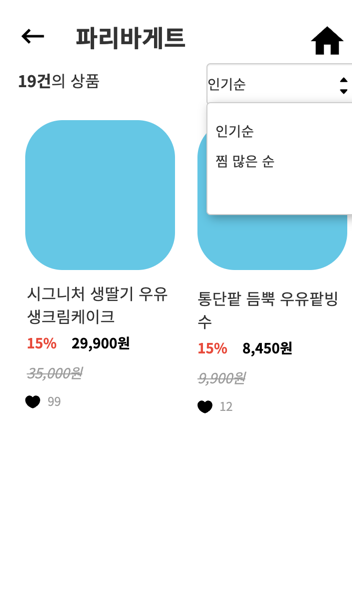 파리바게트
19건의 상품
인기순
인기순
찜 많은 순
시그니처 생딸기 우유
생크림케이크
15% 29,900원
35,000원
99
통단팥 듬뿍 우유팥빙
수
15% 8,450원
9,900원
12